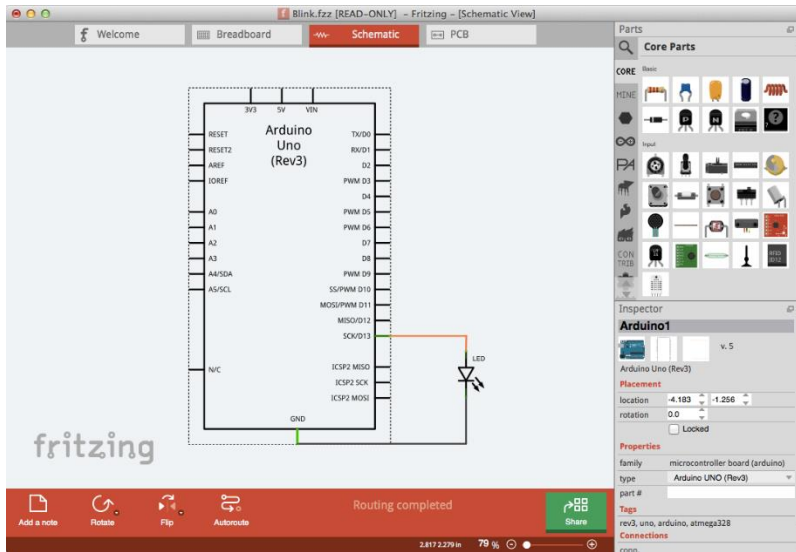 Blink.fzz [READ-ONLY] – Fritzing – [Schematic View]
Welcome
Breadboard
Schematic
PCB
3V3 5V VIN
Arduino
Uno
(Rev3)
RESET
RESET2
AREF
IOREF
A0
A1
A2
A3
A4/SDA
A5/SCL
N/C
TX/D0
RX/D1
D2
PWM D3
D4
PWM D5
PWM D6
D7
D8
PWM D9
SS/PWM D10
MOSI/PWM D11
MISO/D12
SCK/D13
ICSP2 MISO
ICSP2 SCK
ICSP2 MOSI
GND
LED
fritzing
Add a note
Rotate
Flip
Autoroute
Routing completed
Share
2.817 2.279 in 79 %
Parts
Core Parts
CORE
MINE
PA
CON
TRIB
Basic
Input
Inspector
Arduino1
v. 5
Arduino Uno (Rev3)
Placement
location -4.183 -1.256
rotation 0.0
Locked
Properties
family microcontroller board (arduino)
type Arduino UNO (Rev3)
part #
Tags
rev3, uno, arduino, atmega328
Connections
conn.